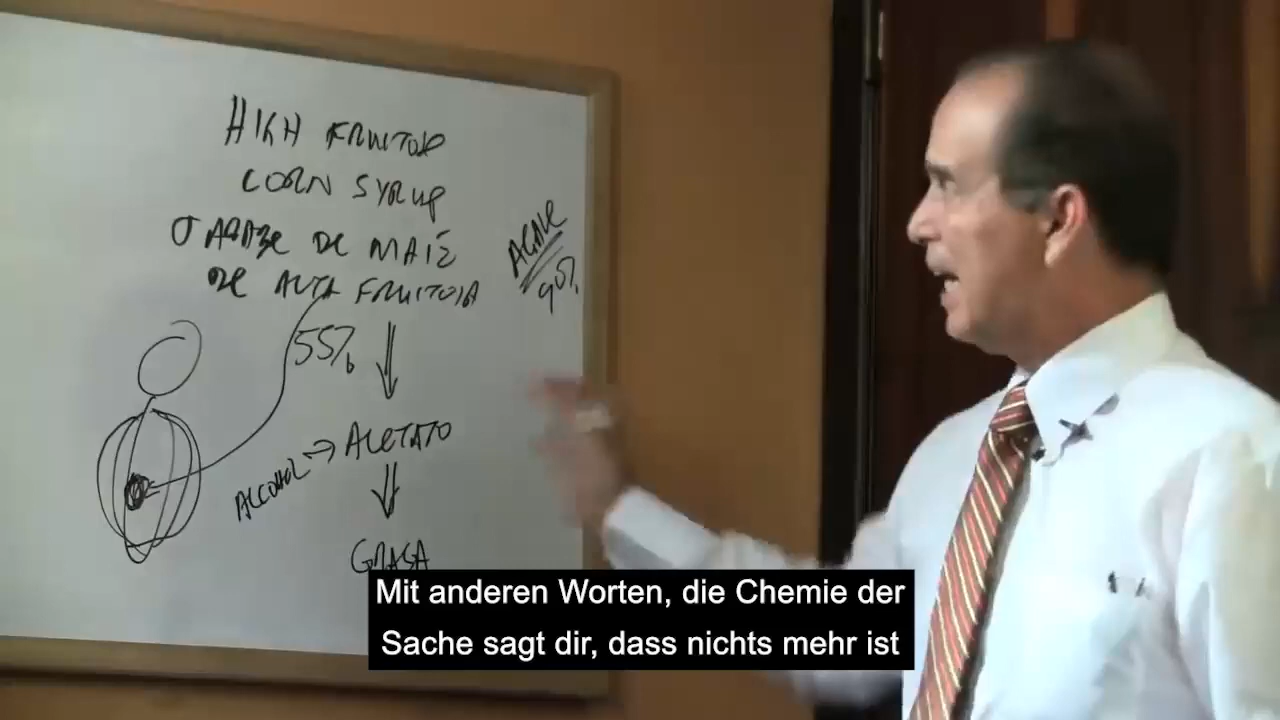 HIGH FRUCTOSE
CORN SYRUP
O JARABE DE MAIZ
DE ALTA FRUCTOSA
AGAVE
90%
55%
ALCOHOL → ACETATO
GRASA
Mit anderen Worten, die Chemie der
Sache sagt dir, dass nichts mehr ist